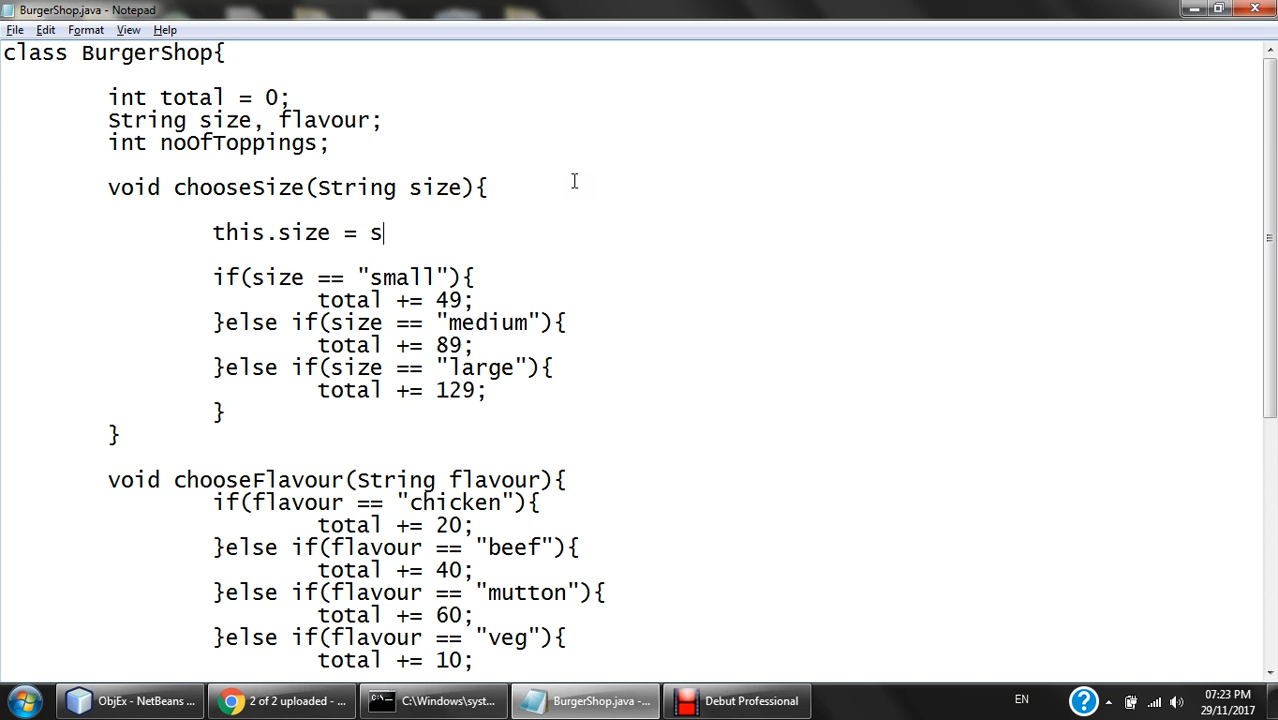 BurgerShop.java - Notepad
File Edit Format View Help
class BurgerShop{
int total = 0;
String size, flavour;
int noOfToppings;
void chooseSize(String size){
this.size = s
if(size == "small"){
total += 49;
}else if(size == "medium"){
total += 89;
}else if(size == "large"){
total += 129;
}
}
void chooseFlavour(String flavour){
if(flavour == "chicken"){
total += 20;
}else if(flavour == "beef"){
total += 40;
}else if(flavour == "mutton"){
total += 60;
}else if(flavour == "veg"){
total += 10;
ObjEx - NetBeans ... 2 of 2 uploaded - ... C:\Windows\syst... BurgerShop.java -... Debut Professional EN 07:23 PM
29/11/2017